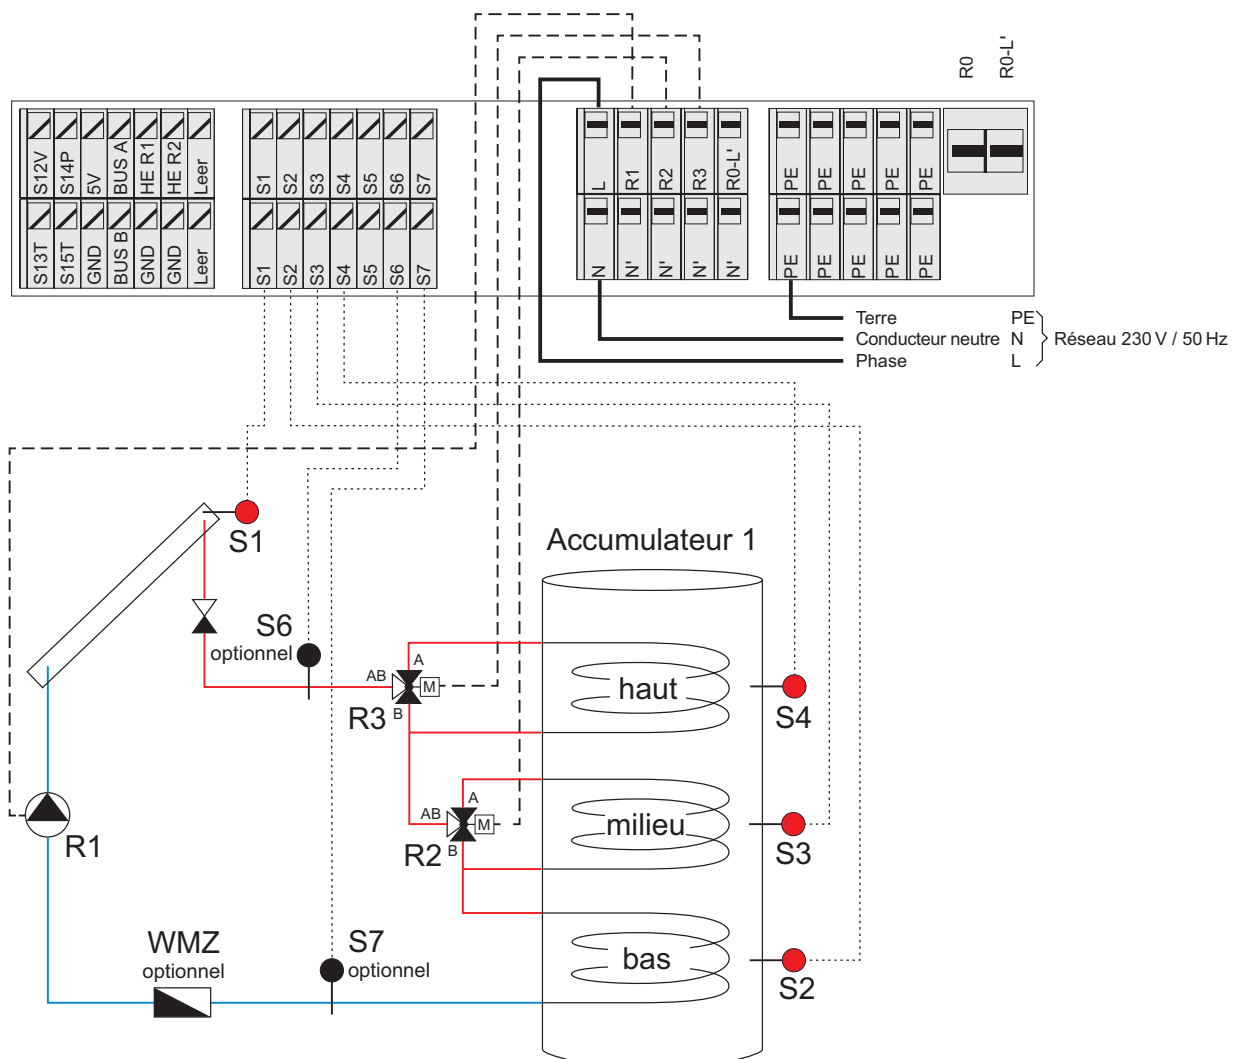 R0
R0-L'
S12V
S14P
5V
BUS A
HE R1
HE R2
Leer
S1
S2
S3
S4
S5
S6
S7
L
R1
R2
R3
R0-L'
PE
PE
PE
PE
PE
S13T
S15T
GND
BUS B
GND
GND
Leer
S1
S2
S3
S4
S5
S6
S7
N
N'
N'
N'
N'
PE
PE
PE
PE
PE
Terre PE
Conducteur neutre N
Phase L
Réseau 230 V / 50 Hz
S1
Accumulateur 1
S6
optionnel
A
AB
M
B
R3
haut
S4
A
AB
M
B
R2
milieu
S3
R1
WMZ
optionnel
S7
optionnel
bas
S2